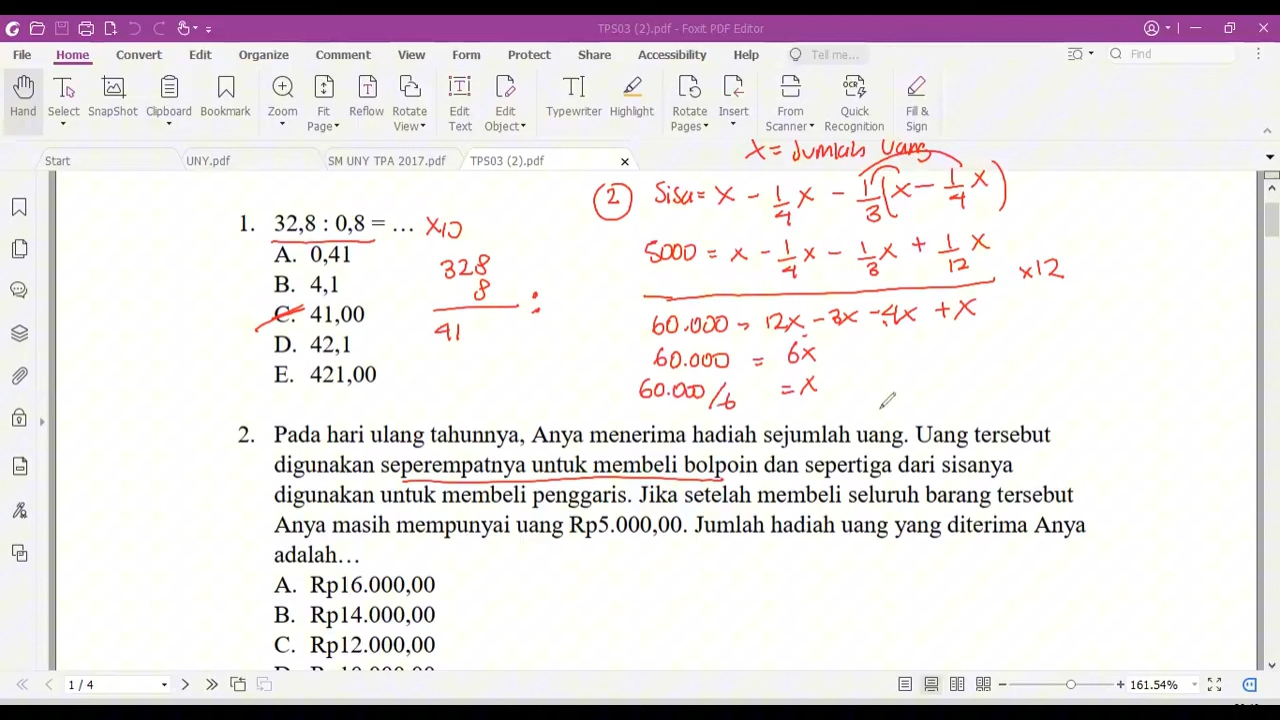 TPS03 (2).pdf - Foxit PDF Editor
File Home Convert Edit Organize Comment View Form Protect Share Accessibility Help Tell me... Find
Hand Select SnapShot Clipboard Bookmark Zoom Fit Page Reflow Rotate View Edit Text Edit Object Typewriter Highlight Rotate Pages Insert From Scanner Quick Recognition Fill & Sign
Start UNY.pdf SM UNY TPA 2017.pdf TPS03 (2).pdf
x = Jumlah Uang
② Sisa = x - 1/4 x - 1/3 (x - 1/4 x)
5000 = x - 1/4 x - 1/3 x + 1/12 x
x12
60.000 = 12x - 3x - 4x + x
60.000 = 6x
60.000/6 = x
1. 32,8 : 0,8 = … x10
A. 0,41
B. 4,1
C. 41,00
D. 42,1
E. 421,00
328
8 :
41
2. Pada hari ulang tahunnya, Anya menerima hadiah sejumlah uang. Uang tersebut
digunakan seperempatnya untuk membeli bolpoin dan sepertiga dari sisanya
digunakan untuk membeli penggaris. Jika setelah membeli seluruh barang tersebut
Anya masih mempunyai uang Rp5.000,00. Jumlah hadiah uang yang diterima Anya
adalah…
A. Rp16.000,00
B. Rp14.000,00
C. Rp12.000,00
1 / 4 161.54%